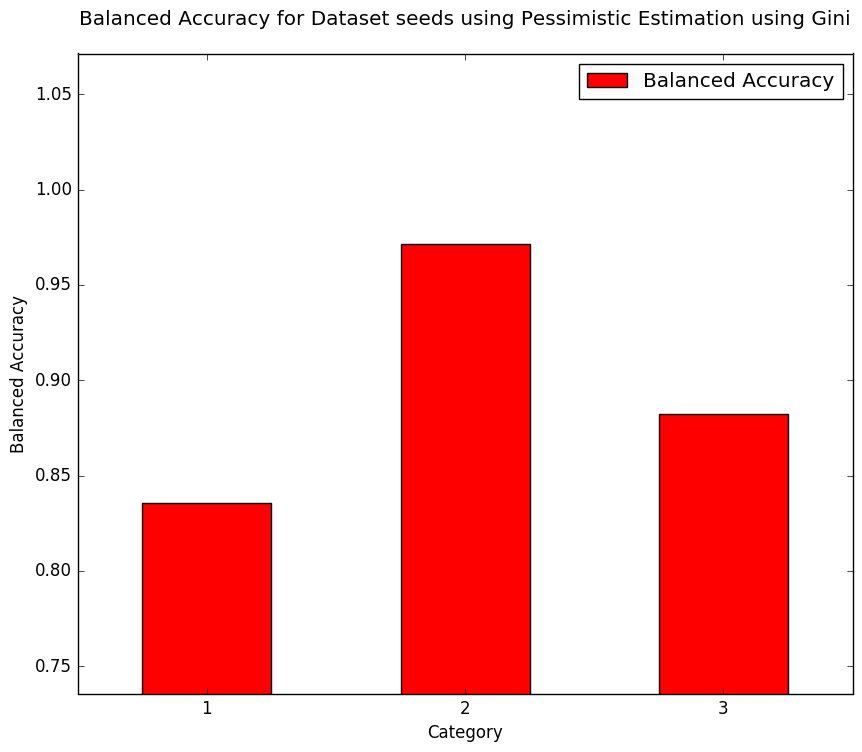 Balanced Accuracy for Dataset seeds using Pessimistic Estimation using Gini
Balanced Accuracy
1.05
1.00
0.95
0.90
0.85
0.80
0.75
Balanced Accuracy
1 2 3
Category